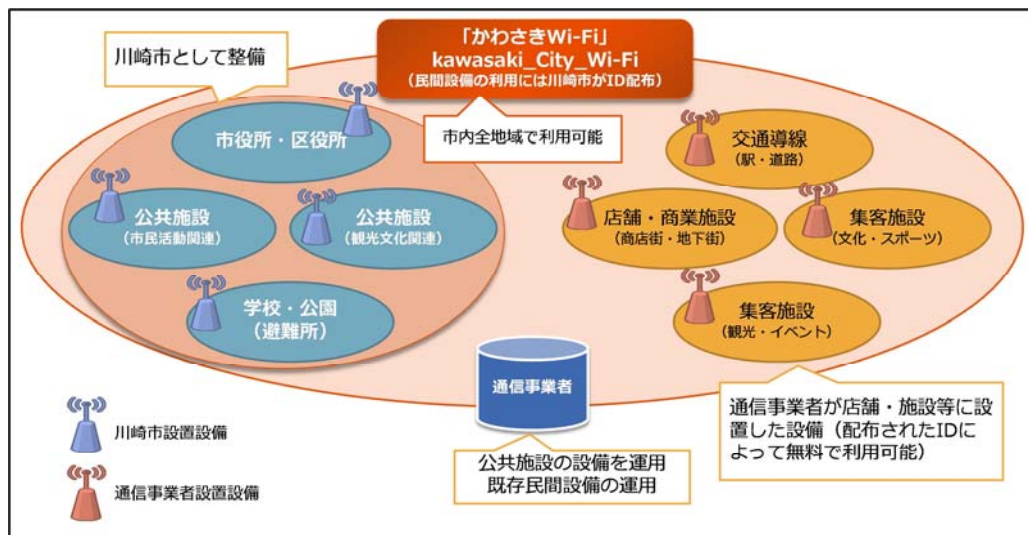 「かわさきWi-Fi」
kawasaki_City_Wi-Fi
（民間設備の利用には川崎市がID配布）
川崎市として整備
市内全地域で利用可能
市役所・区役所
公共施設
（市民活動関連）
公共施設
（観光文化関連）
学校・公園
（避難所）
交通導線
（駅・道路）
店舗・商業施設
（商店街・地下街）
集客施設
（文化・スポーツ）
集客施設
（観光・イベント）
通信事業者
公共施設の設備を運用
既存民間設備の運用
通信事業者が店舗・施設等に設
置した設備（配布されたIDに
よって無料で利用可能）
川崎市設置設備
通信事業者設置設備